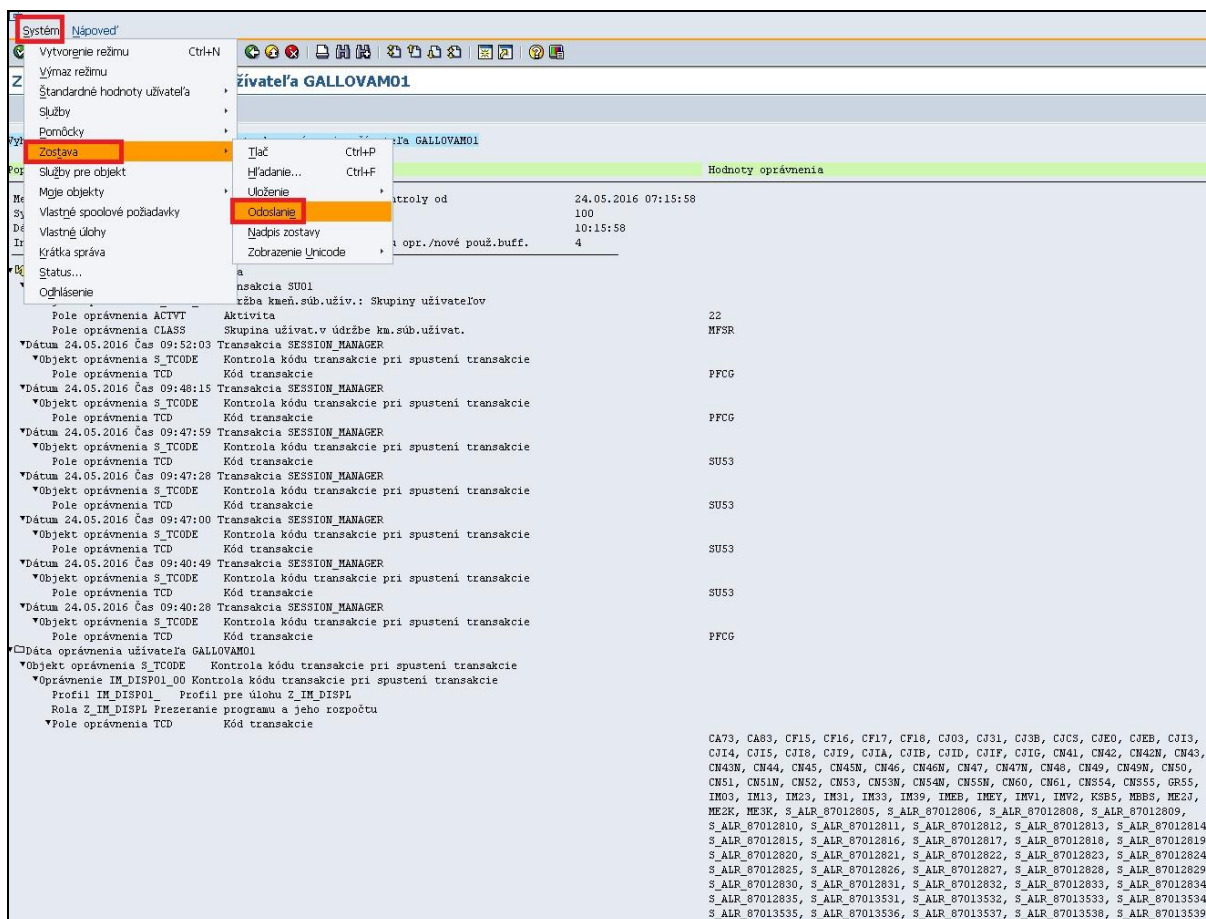 Systém Nápoveď
Vytvorenie režimu Ctrl+N
Výmaz režimu
Štandardné hodnoty užívateľa
Služby
Pomôcky
Zostava
Služby pre objekt
Moje objekty
Vlastné spoolové požiadavky
Vlastné úlohy
Krátka správa
Status...
Odhlásenie
Tlač Ctrl+P
Hľadanie... Ctrl+F
Uloženie
Odoslanie
Nadpis zostavy
Zobrazenie Unicode
Z žívateľa GALLOVAM01
GALLOVAM01
Hodnoty oprávnenia
ntroly od 24.05.2016 07:15:58
100
10:15:58
opr./nové použ.buff. 4
a
nsakcia SU01
ržba kmeň.súb.užív.: Skupiny užívateľov
Pole oprávnenia ACTVT Aktivita 22
Pole oprávnenia CLASS Skupina užívat.v údržbe km.súb.užívat. MFSR
Dátum 24.05.2016 Čas 09:52:03 Transakcia SESSION_MANAGER
Objekt oprávnenia S_TCODE Kontrola kódu transakcie pri spustení transakcie
Pole oprávnenia TCD Kód transakcie PFCG
Dátum 24.05.2016 Čas 09:48:15 Transakcia SESSION_MANAGER
Objekt oprávnenia S_TCODE Kontrola kódu transakcie pri spustení transakcie
Pole oprávnenia TCD Kód transakcie PFCG
Dátum 24.05.2016 Čas 09:47:59 Transakcia SESSION_MANAGER
Objekt oprávnenia S_TCODE Kontrola kódu transakcie pri spustení transakcie
Pole oprávnenia TCD Kód transakcie SU53
Dátum 24.05.2016 Čas 09:47:28 Transakcia SESSION_MANAGER
Objekt oprávnenia S_TCODE Kontrola kódu transakcie pri spustení transakcie
Pole oprávnenia TCD Kód transakcie SU53
Dátum 24.05.2016 Čas 09:47:00 Transakcia SESSION_MANAGER
Objekt oprávnenia S_TCODE Kontrola kódu transakcie pri spustení transakcie
Pole oprávnenia TCD Kód transakcie SU53
Dátum 24.05.2016 Čas 09:40:49 Transakcia SESSION_MANAGER
Objekt oprávnenia S_TCODE Kontrola kódu transakcie pri spustení transakcie
Pole oprávnenia TCD Kód transakcie SU53
Dátum 24.05.2016 Čas 09:40:28 Transakcia SESSION_MANAGER
Objekt oprávnenia S_TCODE Kontrola kódu transakcie pri spustení transakcie
Pole oprávnenia TCD Kód transakcie PFCG
Dáta oprávnenia užívateľa GALLOVAM01
Objekt oprávnenia S_TCODE Kontrola kódu transakcie pri spustení transakcie
Oprávnenie IM_DISP01_00 Kontrola kódu transakcie pri spustení transakcie
Profil IM_DISP01_ Profil pre úlohu Z_IM_DISPL
Rola Z_IM_DISPL Prezeranie programu a jeho rozpočtu
Pole oprávnenia TCD Kód transakcie
CA73, CA83, CF15, CF16, CF17, CF18, CJ03, CJ31, CJ3B, CJCS, CJE0, CJEB, CJI3,
CJI4, CJI5, CJI8, CJI9, CJIA, CJIB, CJID, CJIF, CJIG, CN41, CN42, CN42N, CN43,
CN43N, CN44, CN45, CN45N, CN46, CN46N, CN47, CN47N, CN48, CN49, CN49N, CN50,
CN51, CN51N, CN52, CN53, CN53N, CN54N, CN55N, CN60, CN61, CNS54, CNS55, GR55,
IM03, IM13, IM23, IM31, IM33, IM39, IMEB, IMEY, IMV1, IMV2, KSB5, MBBS, ME2J,
ME2K, ME3K, S_ALR_87012805, S_ALR_87012806, S_ALR_87012808, S_ALR_87012809,
S_ALR_87012810, S_ALR_87012811, S_ALR_87012812, S_ALR_87012813, S_ALR_87012814
S_ALR_87012815, S_ALR_87012816, S_ALR_87012817, S_ALR_87012818, S_ALR_87012819
S_ALR_87012820, S_ALR_87012821, S_ALR_87012822, S_ALR_87012823, S_ALR_87012824
S_ALR_87012825, S_ALR_87012826, S_ALR_87012827, S_ALR_87012828, S_ALR_87012829
S_ALR_87012830, S_ALR_87012831, S_ALR_87012832, S_ALR_87012833, S_ALR_87012834
S_ALR_87012835, S_ALR_87013531, S_ALR_87013532, S_ALR_87013533, S_ALR_87013534
S_ALR_87013535, S_ALR_87013536, S_ALR_87013537, S_ALR_87013538, S_ALR_87013539